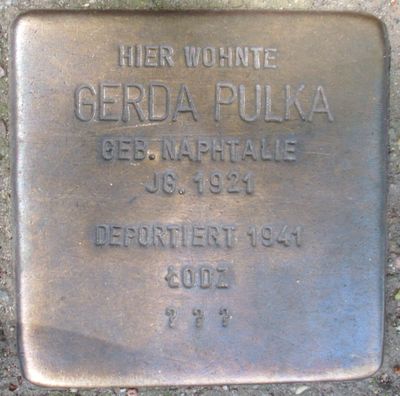 HIER WOHNTE
GERDA PULKA
GEB. NAPHTALIE
JG. 1921
DEPORTIERT 1941
ŁODZ
? ? ?